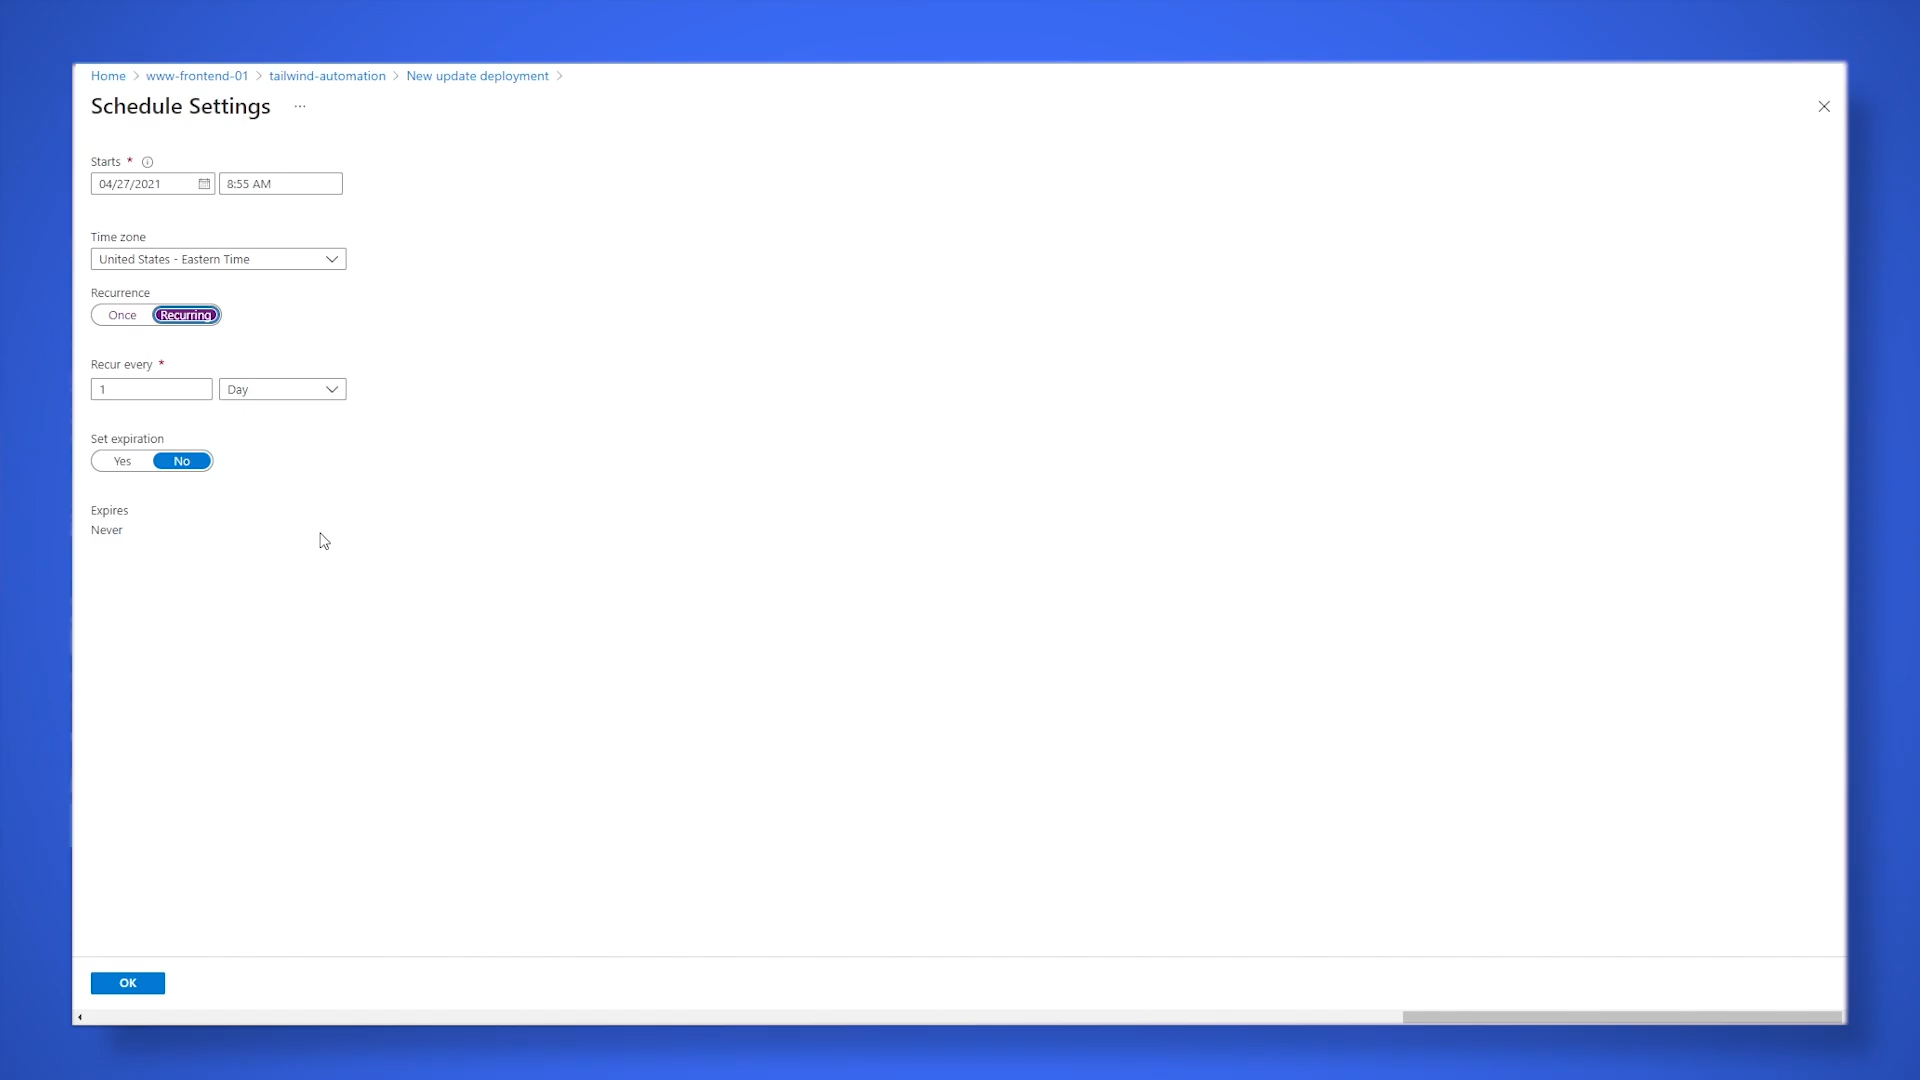 Home > www-frontend-01 > tailwind-automation > New update deployment >
Schedule Settings ...
Starts *
04/27/2021 8:55 AM
Time zone
United States - Eastern Time
Recurrence
Once Recurring
Recur every *
1 Day
Set expiration
Yes No
Expires
Never
OK